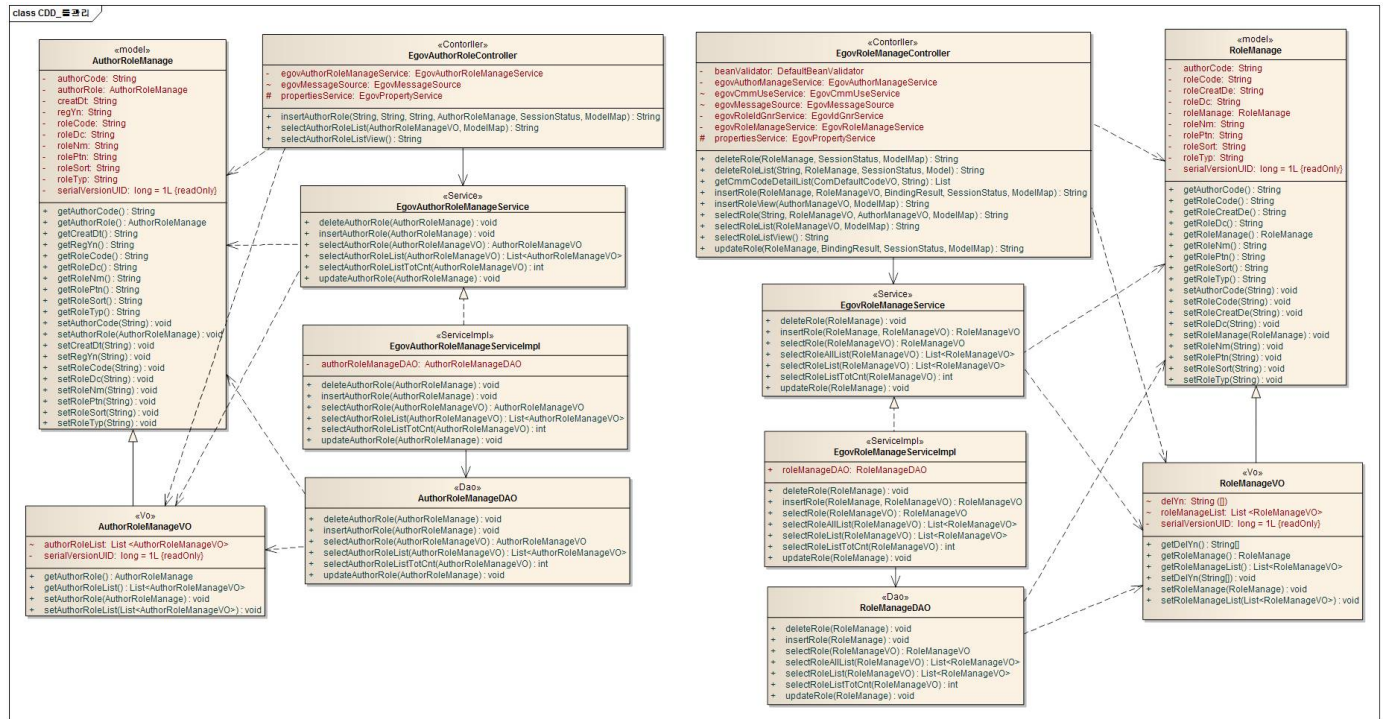 class CDD_롤관리
«model»
AuthorRoleManage
- authorCode: String
- authorRole: AuthorRoleManage
- creatDt: String
- regYn: String
- roleCode: String
- roleDc: String
- roleNm: String
- rolePtn: String
- roleSort: String
- roleTyp: String
- serialVersionUID: long = 1L {readOnly}
+ getAuthorCode() : String
+ getAuthorRole() : AuthorRoleManage
+ getCreatDt() : String
+ getRegYn() : String
+ getRoleCode() : String
+ getRoleDc() : String
+ getRoleNm() : String
+ getRolePtn() : String
+ getRoleSort() : String
+ getRoleTyp() : String
+ setAuthorCode(String) : void
+ setAuthorRole(AuthorRoleManage) : void
+ setCreatDt(String) : void
+ setRegYn(String) : void
+ setRoleCode(String) : void
+ setRoleDc(String) : void
+ setRoleNm(String) : void
+ setRolePtn(String) : void
+ setRoleSort(String) : void
+ setRoleTyp(String) : void
«Vo»
AuthorRoleManageVO
~ authorRoleList: List <AuthorRoleManageVO>
- serialVersionUID: long = 1L {readOnly}
+ getAuthorRole() : AuthorRoleManage
+ getAuthorRoleList() : List<AuthorRoleManageVO>
+ setAuthorRole(AuthorRoleManage) : void
+ setAuthorRoleList(List<AuthorRoleManageVO>) : void
«Contorller»
EgovAuthorRoleController
- egovAuthorRoleManageService: EgovAuthorRoleManageService
~ egovMessageSource: EgovMessageSource
# propertiesService: EgovPropertyService
+ insertAuthorRole(String, String, String, AuthorRoleManage, SessionStatus, ModelMap) : String
+ selectAuthorRoleList(AuthorRoleManageVO, ModelMap) : String
+ selectAuthorRoleListView() : String
«Service»
EgovAuthorRoleManageService
+ deleteAuthorRole(AuthorRoleManage) : void
+ insertAuthorRole(AuthorRoleManage) : void
+ selectAuthorRole(AuthorRoleManageVO) : AuthorRoleManageVO
+ selectAuthorRoleList(AuthorRoleManageVO) : List<AuthorRoleManageVO>
+ selectAuthorRoleListTotCnt(AuthorRoleManageVO) : int
+ updateAuthorRole(AuthorRoleManage) : void
«ServiceImpl»
EgovAuthorRoleManageServiceImpl
- authorRoleManageDAO: AuthorRoleManageDAO
+ deleteAuthorRole(AuthorRoleManage) : void
+ insertAuthorRole(AuthorRoleManage) : void
+ selectAuthorRole(AuthorRoleManageVO) : AuthorRoleManageVO
+ selectAuthorRoleList(AuthorRoleManageVO) : List<AuthorRoleManageVO>
+ selectAuthorRoleListTotCnt(AuthorRoleManageVO) : int
+ updateAuthorRole(AuthorRoleManage) : void
«Dao»
AuthorRoleManageDAO
+ deleteAuthorRole(AuthorRoleManage) : void
+ insertAuthorRole(AuthorRoleManage) : void
+ selectAuthorRole(AuthorRoleManageVO) : AuthorRoleManageVO
+ selectAuthorRoleList(AuthorRoleManageVO) : List<AuthorRoleManageVO>
+ selectAuthorRoleListTotCnt(AuthorRoleManageVO) : int
+ updateAuthorRole(AuthorRoleManage) : void
«Contorller»
EgovRoleManageController
- beanValidator: DefaultBeanValidator
- egovAuthorManageService: EgovAuthorManageService
~ egovCmmUseService: EgovCmmUseService
~ egovMessageSource: EgovMessageSource
- egovRoleIdGnrService: EgovIdGnrService
- egovRoleManageService: EgovRoleManageService
# propertiesService: EgovPropertyService
+ deleteRole(RoleManage, SessionStatus, ModelMap) : String
+ deleteRoleList(String, RoleManage, SessionStatus, Model) : String
+ getCmmCodeDetailList(ComDefaultCodeVO, String) : List
+ insertRole(RoleManage, RoleManageVO, BindingResult, SessionStatus, ModelMap) : String
+ insertRoleView(AuthorManageVO, ModelMap) : String
+ selectRole(String, RoleManageVO, AuthorManageVO, ModelMap) : String
+ selectRoleList(RoleManageVO, ModelMap) : String
+ selectRoleListView() : String
+ updateRole(RoleManage, BindingResult, SessionStatus, ModelMap) : String
«Service»
EgovRoleManageService
+ deleteRole(RoleManage) : void
+ insertRole(RoleManage, RoleManageVO) : RoleManageVO
+ selectRole(RoleManageVO) : RoleManageVO
+ selectRoleAllList(RoleManageVO) : List<RoleManageVO>
+ selectRoleList(RoleManageVO) : List<RoleManageVO>
+ selectRoleListTotCnt(RoleManageVO) : int
+ updateRole(RoleManage) : void
«ServiceImpl»
EgovRoleManageServiceImpl
+ roleManageDAO: RoleManageDAO
+ deleteRole(RoleManage) : void
+ insertRole(RoleManage, RoleManageVO) : RoleManageVO
+ selectRole(RoleManageVO) : RoleManageVO
+ selectRoleAllList(RoleManageVO) : List<RoleManageVO>
+ selectRoleList(RoleManageVO) : List<RoleManageVO>
+ selectRoleListTotCnt(RoleManageVO) : int
+ updateRole(RoleManage) : void
«Dao»
RoleManageDAO
+ deleteRole(RoleManage) : void
+ insertRole(RoleManage) : void
+ selectRole(RoleManageVO) : RoleManageVO
+ selectRoleAllList(RoleManageVO) : List<RoleManageVO>
+ selectRoleList(RoleManageVO) : List<RoleManageVO>
+ selectRoleListTotCnt(RoleManageVO) : int
+ updateRole(RoleManage) : void
«model»
RoleManage
- authorCode: String
- roleCode: String
- roleCreatDe: String
- roleDc: String
- roleManage: RoleManage
- roleNm: String
- rolePtn: String
- roleSort: String
- roleTyp: String
- serialVersionUID: long = 1L {readOnly}
+ getAuthorCode() : String
+ getRoleCode() : String
+ getRoleCreatDe() : String
+ getRoleDc() : String
+ getRoleManage() : RoleManage
+ getRoleNm() : String
+ getRolePtn() : String
+ getRoleSort() : String
+ getRoleTyp() : String
+ setAuthorCode(String) : void
+ setRoleCode(String) : void
+ setRoleCreatDe(String) : void
+ setRoleDc(String) : void
+ setRoleManage(RoleManage) : void
+ setRoleNm(String) : void
+ setRolePtn(String) : void
+ setRoleSort(String) : void
+ setRoleTyp(String) : void
«Vo»
RoleManageVO
~ delYn: String ([])
~ roleManageList: List <RoleManageVO>
- serialVersionUID: long = 1L {readOnly}
+ getDelYn() : String[]
+ getRoleManage() : RoleManage
+ getRoleManageList() : List<RoleManageVO>
+ setDelYn(String[]) : void
+ setRoleManage(RoleManage) : void
+ setRoleManageList(List<RoleManageVO>) : void